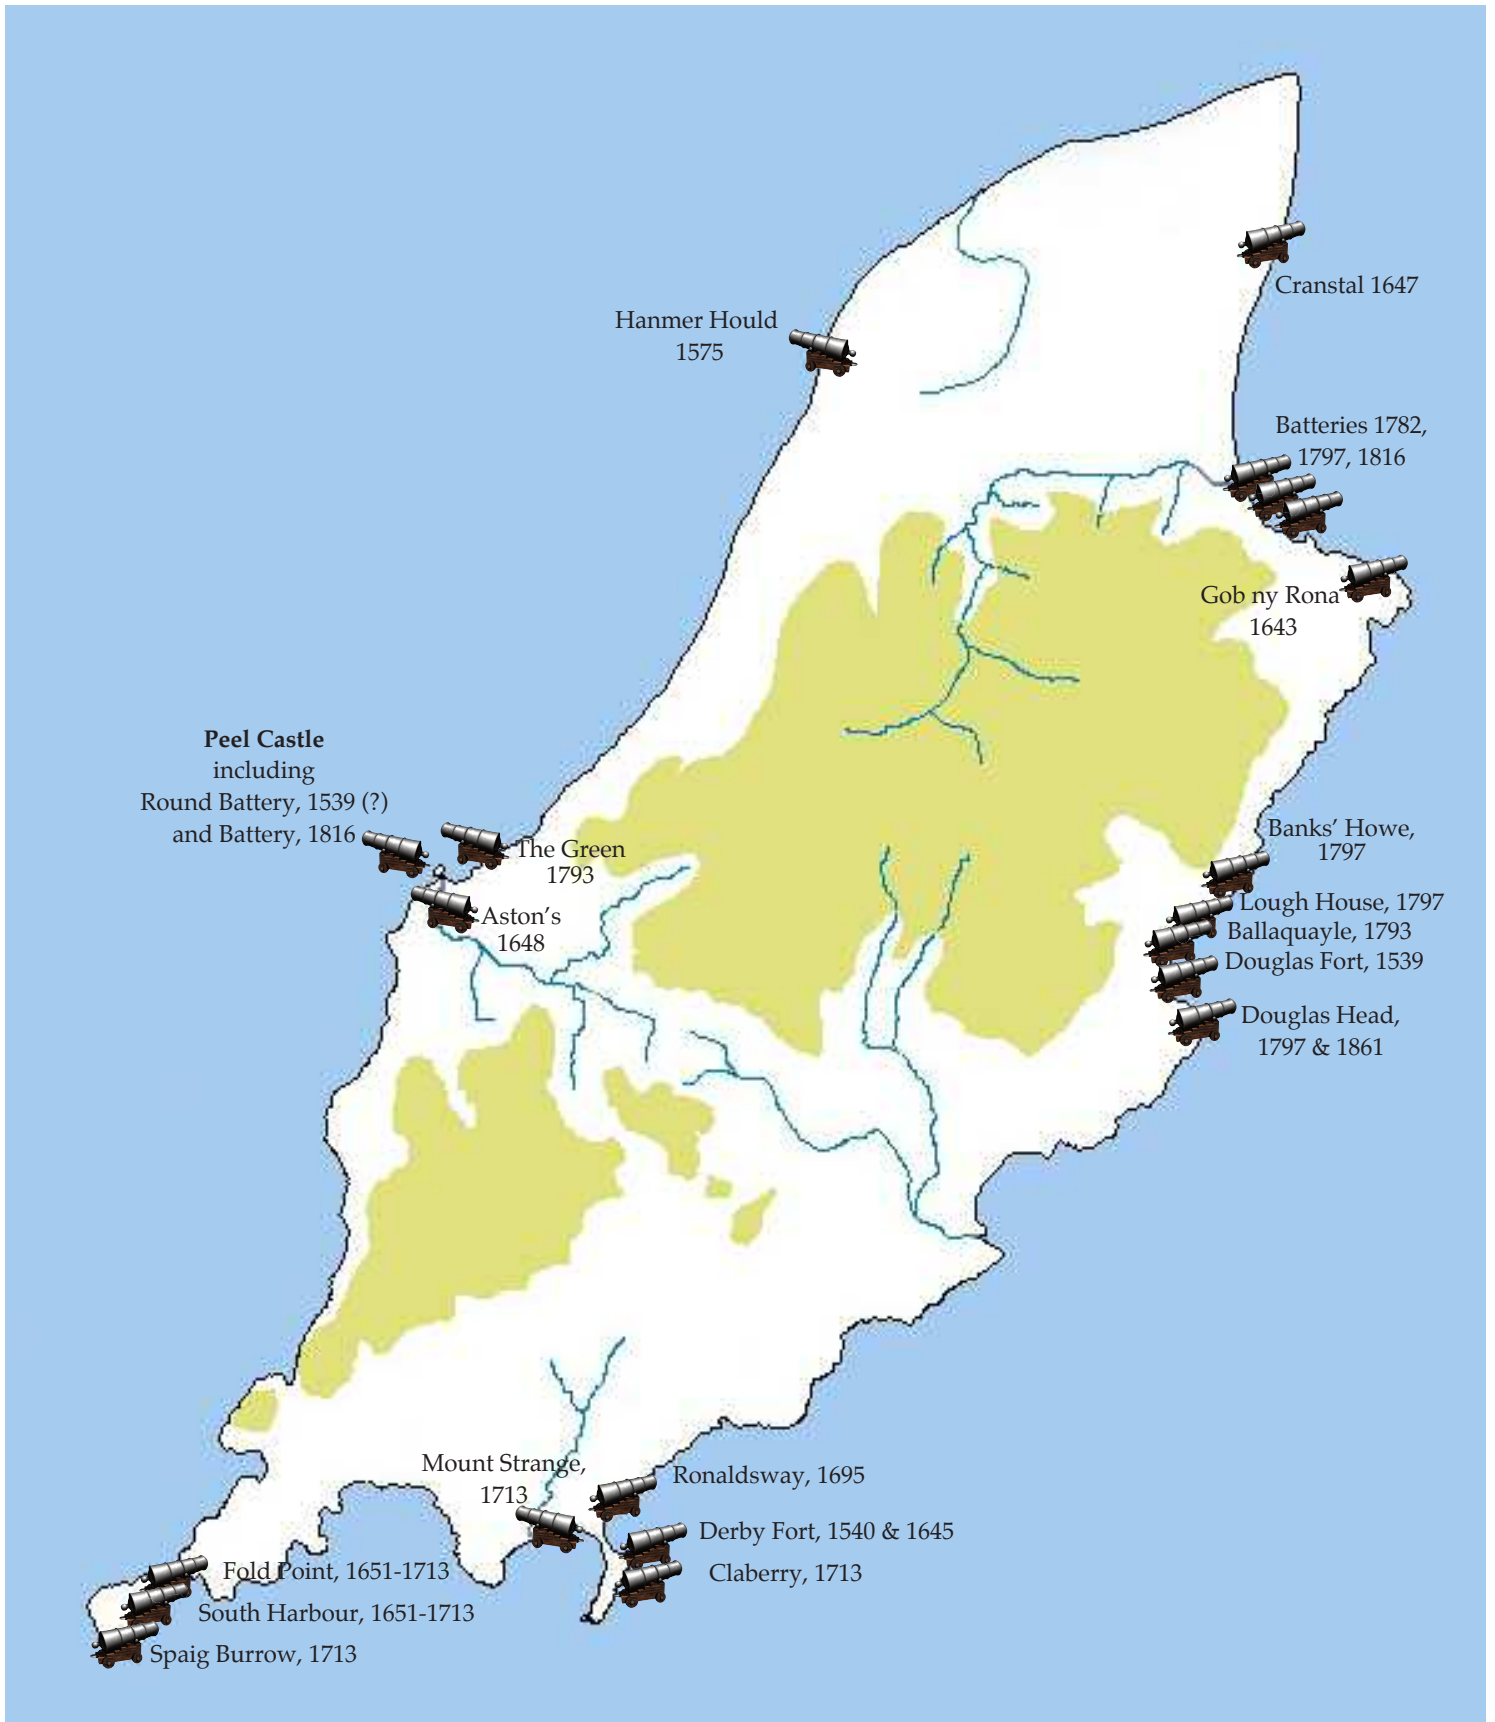 Cranstal 1647
Hanmer Hould
1575
Batteries 1782,
1797, 1816
Gob ny Rona
1643
Peel Castle
including
Round Battery, 1539 (?)
and Battery, 1816
The Green
1793
Aston’s
1648
Banks’ Howe,
1797
Lough House, 1797
Ballaquayle, 1793
Douglas Fort, 1539
Douglas Head,
1797 & 1861
Mount Strange,
1713
Ronaldsway, 1695
Derby Fort, 1540 & 1645
Claberry, 1713
Fold Point, 1651-1713
South Harbour, 1651-1713
Spaig Burrow, 1713